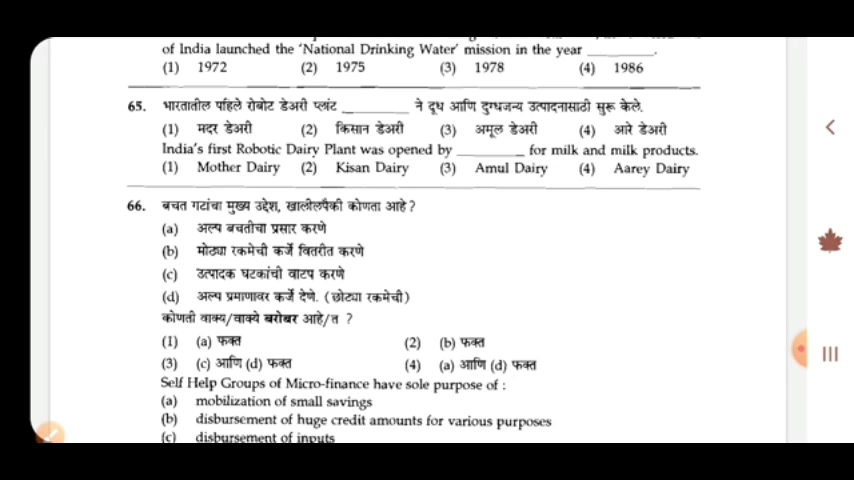 of India launched the 'National Drinking Water' mission in the year ________.
(1) 1972 (2) 1975 (3) 1978 (4) 1986
65. भारतातील पहिले रोबोट डेअरी प्लांट ________ ने दूध आणि दुग्धजन्य उत्पादनासाठी सुरू केले.
(1) मदर डेअरी (2) किसान डेअरी (3) अमूल डेअरी (4) आरे डेअरी
India's first Robotic Dairy Plant was opened by ________ for milk and milk products.
(1) Mother Dairy (2) Kisan Dairy (3) Amul Dairy (4) Aarey Dairy
66. बचत गटांचा मुख्य उद्देश, खालीलपैकी कोणता आहे ?
(a) अल्प बचतीचा प्रसार करणे
(b) मोठ्या रकमेची कर्जे वितरीत करणे
(c) उत्पादक घटकांची वाटप करणे
(d) अल्प प्रमाणावर कर्जे देणे. (छोट्या रकमेची)
कोणती वाक्य/वाक्ये बरोबर आहे/त ?
(1) (a) फक्त (2) (b) फक्त
(3) (c) आणि (d) फक्त (4) (a) आणि (d) फक्त
Self Help Groups of Micro-finance have sole purpose of :
(a) mobilization of small savings
(b) disbursement of huge credit amounts for various purposes
(c) disbursement of inputs